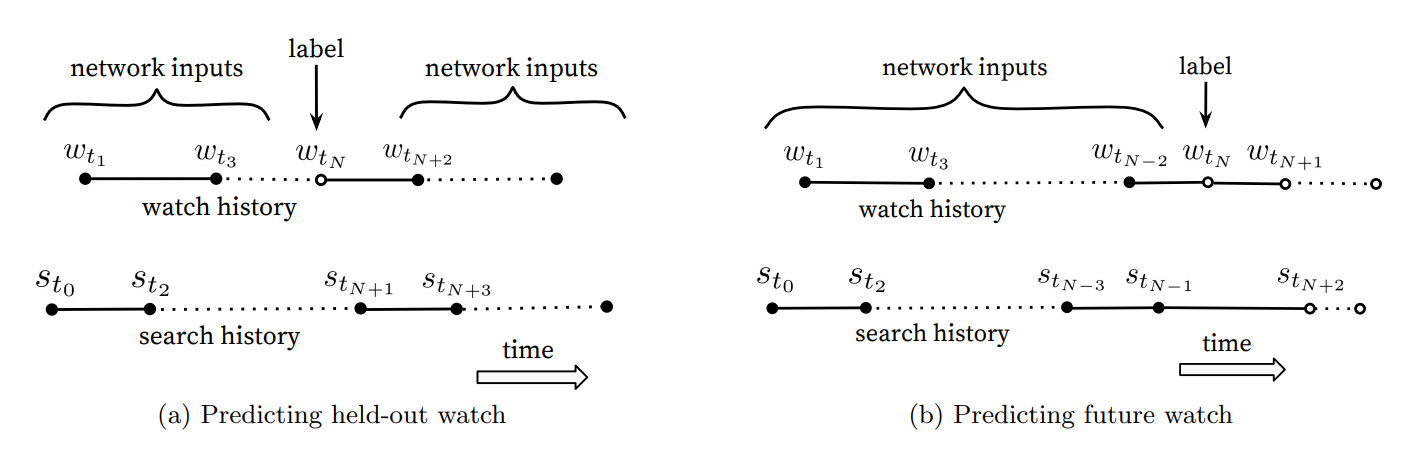 label
network inputs network inputs
w_{t_1} w_{t_3} w_{t_N} w_{t_{N+2}}
watch history
s_{t_0} s_{t_2} s_{t_{N+1}} s_{t_{N+3}}
search history
time
(a) Predicting held-out watch
network inputs label
w_{t_1} w_{t_3} w_{t_{N-2}} w_{t_N} w_{t_{N+1}}
watch history
s_{t_0} s_{t_2} s_{t_{N-3}} s_{t_{N-1}} s_{t_{N+2}}
search history
time
(b) Predicting future watch